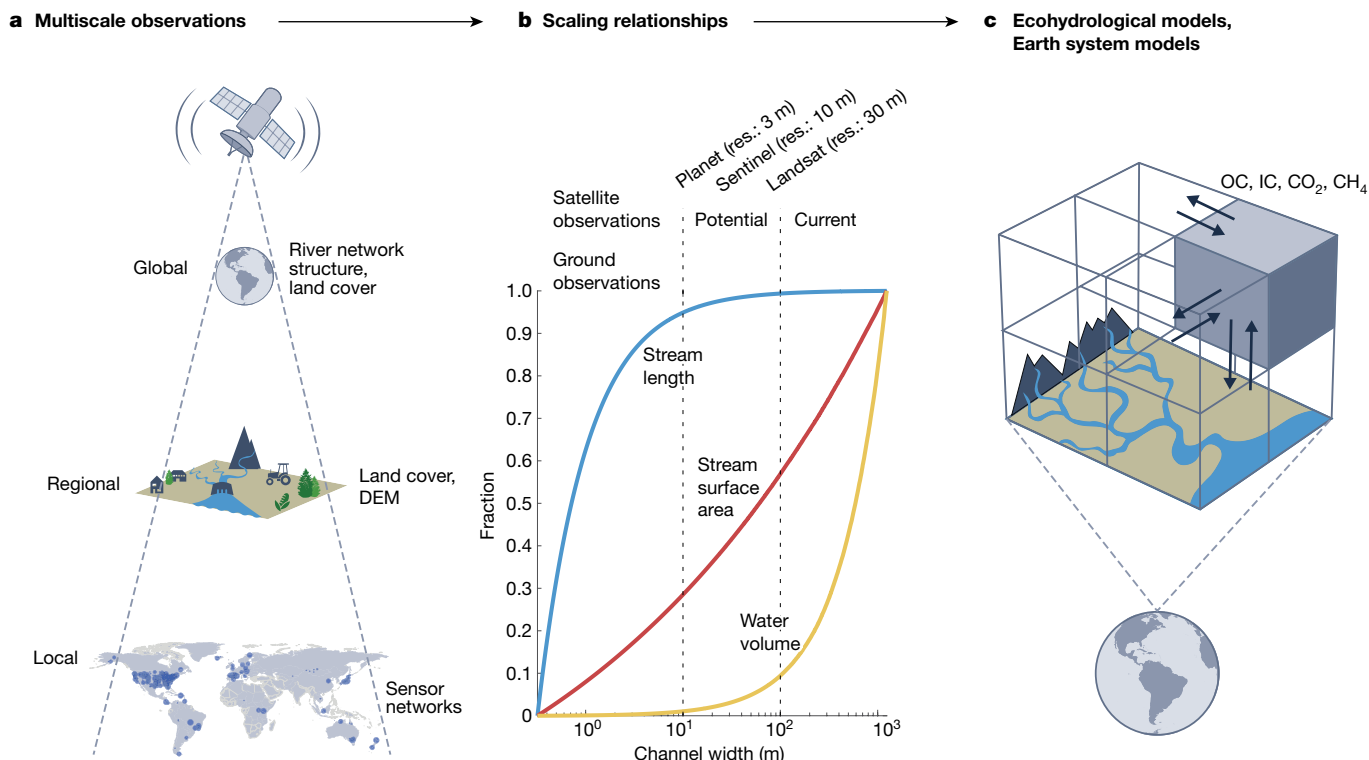 a Multiscale observations
Global
River network
structure,
land cover
Regional
Land cover,
DEM
Local
Sensor
networks
b Scaling relationships
Planet (res.: 3 m)
Sentinel (res.: 10 m)
Landsat (res.: 30 m)
Satellite
observations
Potential
Current
Ground
observations
Fraction
1.0
0.9
0.8
0.7
0.6
0.5
0.4
0.3
0.2
0.1
0
Stream
length
Stream
surface
area
Water
volume
10⁰
10¹
10²
10³
Channel width (m)
c Ecohydrological models,
Earth system models
OC, IC, CO₂, CH₄